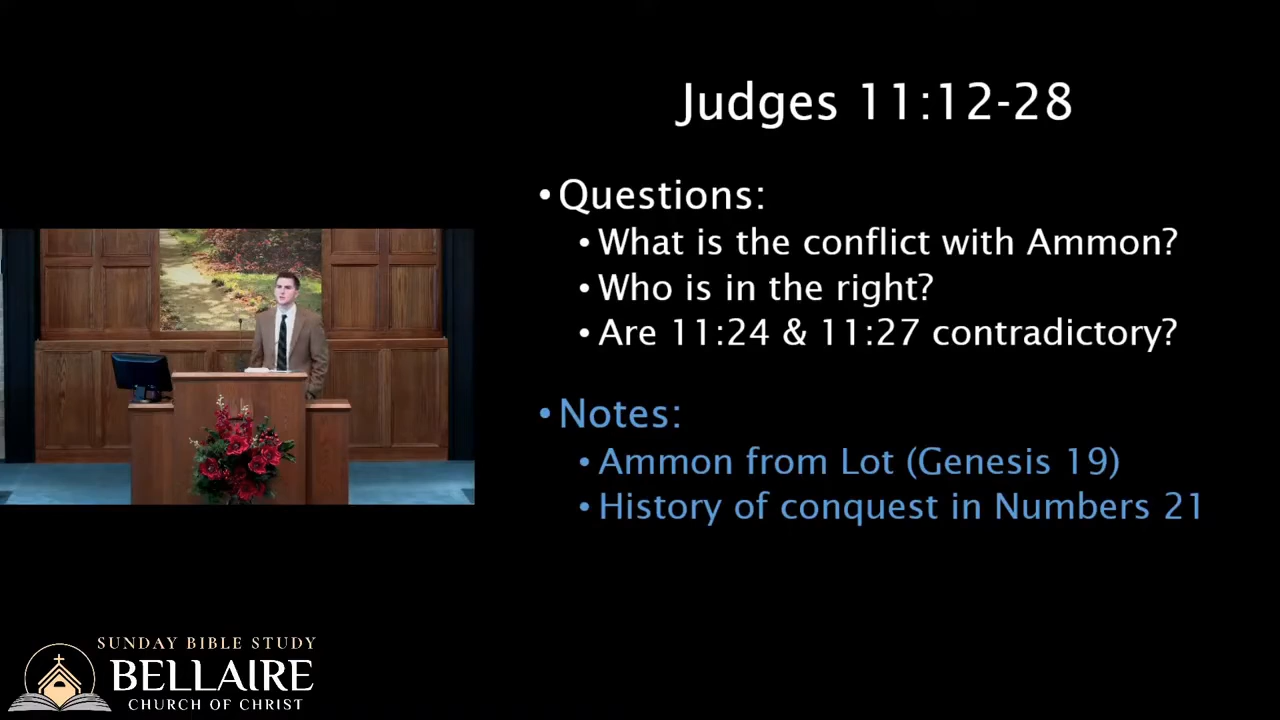 Judges 11:12-28
• Questions:
• What is the conflict with Ammon?
• Who is in the right?
• Are 11:24 & 11:27 contradictory?
• Notes:
• Ammon from Lot (Genesis 19)
• History of conquest in Numbers 21
SUNDAY BIBLE STUDY
BELLAIRE
CHURCH OF CHRIST